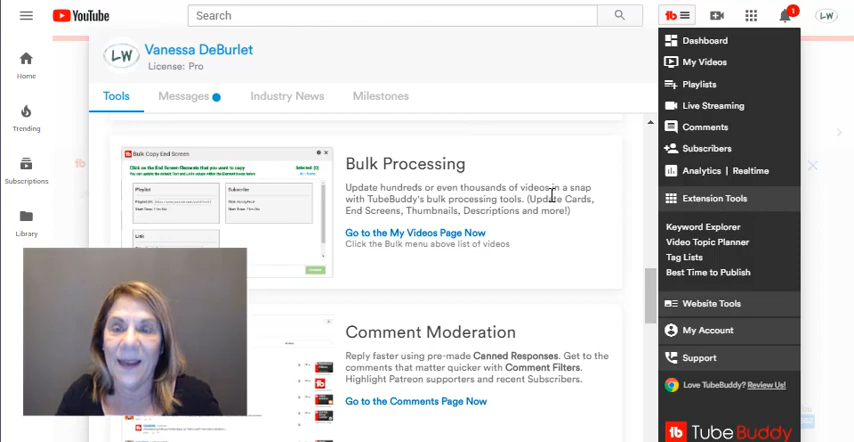 YouTube
Search
1
LW
Home
Trending
Subscriptions
Library
LW
Vanessa DeBurlet
License: Pro
Tools
Messages
Industry News
Milestones
Bulk Copy End Screen
Bulk Processing
Update hundreds or even thousands of videos in a snap
with TubeBuddy's bulk processing tools. (Update Cards,
End Screens, Thumbnails, Descriptions and more!)
Go to the My Videos Page Now
Click the Bulk menu above list of videos
Playlist
Subscribe
Link
Comment Moderation
Reply faster using pre-made Canned Responses. Get to the
comments that matter quicker with Comment Filters.
Highlight Patreon supporters and recent Subscribers.
Go to the Comments Page Now
Dashboard
My Videos
Playlists
Live Streaming
Comments
Subscribers
Analytics | Realtime
Extension Tools
Keyword Explorer
Video Topic Planner
Tag Lists
Best Time to Publish
Website Tools
My Account
Support
Love TubeBuddy? Review Us!
TubeBuddy